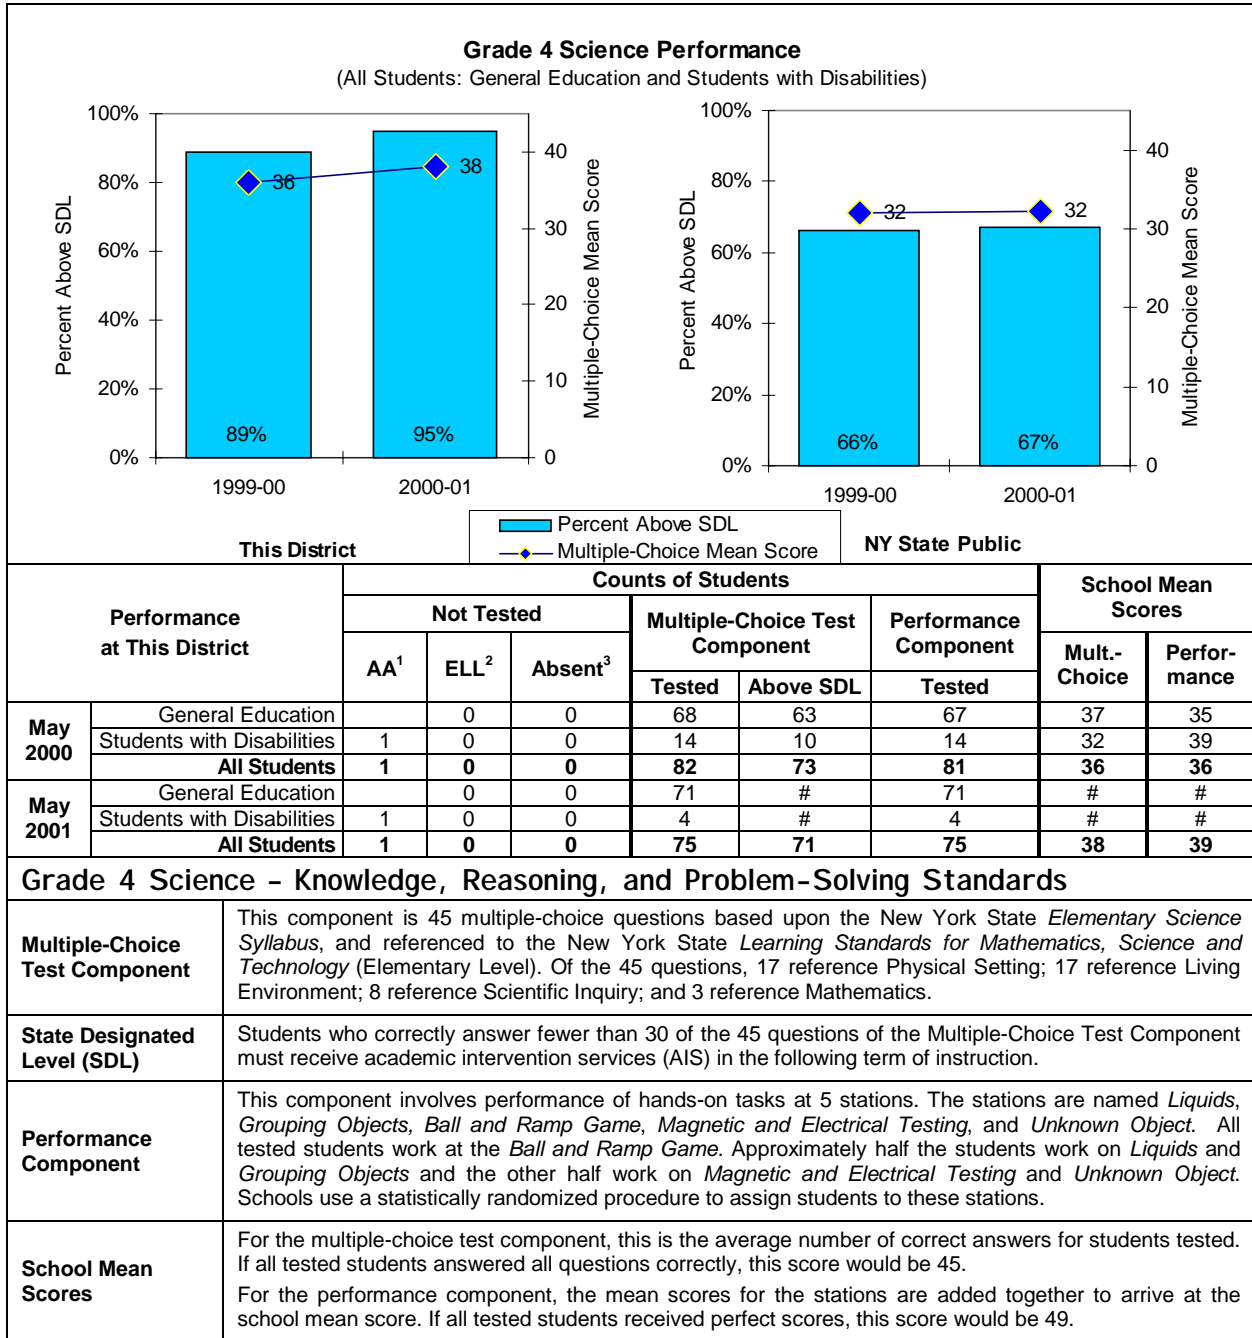 Grade 4 Science Performance
(All Students: General Education and Students with Disabilities)
100%
80%
60%
40%
20%
0%
Percent Above SDL
36
38
89%
95%
1999-00
2000-01
40
30
20
10
0
Multiple-Choice Mean Score
This District
100%
80%
60%
40%
20%
0%
Percent Above SDL
32
32
66%
67%
1999-00
2000-01
40
30
20
10
0
Multiple-Choice Mean Score
NY State Public
Percent Above SDL
Multiple-Choice Mean Score
Performance
at This District
Counts of Students
School Mean
Scores
Not Tested
Multiple-Choice Test
Component
Performance
Component
Mult.-
Choice
Perfor-
mance
AA1 ELL2 Absent3
Tested Above SDL Tested
May
2000
General Education 0 0 68 63 67 37 35
Students with Disabilities 1 0 0 14 10 14 32 39
All Students 1 0 0 82 73 81 36 36
May
2001
General Education 0 0 71 # 71 # #
Students with Disabilities 1 0 0 4 # 4 # #
All Students 1 0 0 75 71 75 38 39
Grade 4 Science – Knowledge, Reasoning, and Problem-Solving Standards
Multiple-Choice
Test Component
This component is 45 multiple-choice questions based upon the New York State Elementary Science
Syllabus, and referenced to the New York State Learning Standards for Mathematics, Science and
Technology (Elementary Level). Of the 45 questions, 17 reference Physical Setting; 17 reference Living
Environment; 8 reference Scientific Inquiry; and 3 reference Mathematics.
State Designated
Level (SDL)
Students who correctly answer fewer than 30 of the 45 questions of the Multiple-Choice Test Component
must receive academic intervention services (AIS) in the following term of instruction.
Performance
Component
This component involves performance of hands-on tasks at 5 stations. The stations are named Liquids,
Grouping Objects, Ball and Ramp Game, Magnetic and Electrical Testing, and Unknown Object. All
tested students work at the Ball and Ramp Game. Approximately half the students work on Liquids and
Grouping Objects and the other half work on Magnetic and Electrical Testing and Unknown Object.
Schools use a statistically randomized procedure to assign students to these stations.
School Mean
Scores
For the multiple-choice test component, this is the average number of correct answers for students tested.
If all tested students answered all questions correctly, this score would be 45.
For the performance component, the mean scores for the stations are added together to arrive at the
school mean score. If all tested students received perfect scores, this score would be 49.